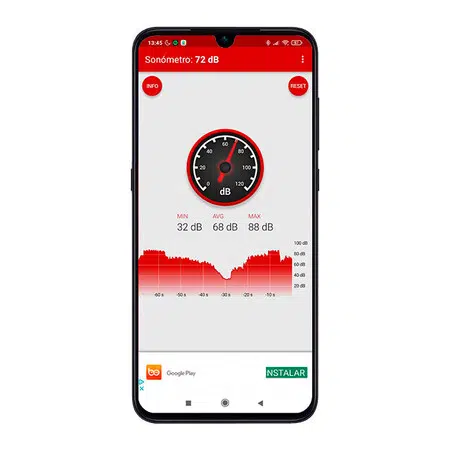 13:45
Sonómetro: 72 dB
INFO
RESET
0 20 40 60 80 100 120
dB
MIN AVG MAX
32 dB 68 dB 88 dB
100 dB
80 dB
60 dB
40 dB
20 dB
-60 s -50 s -40 s -30 s -20 s -10 s
Google Play
NSTALAR